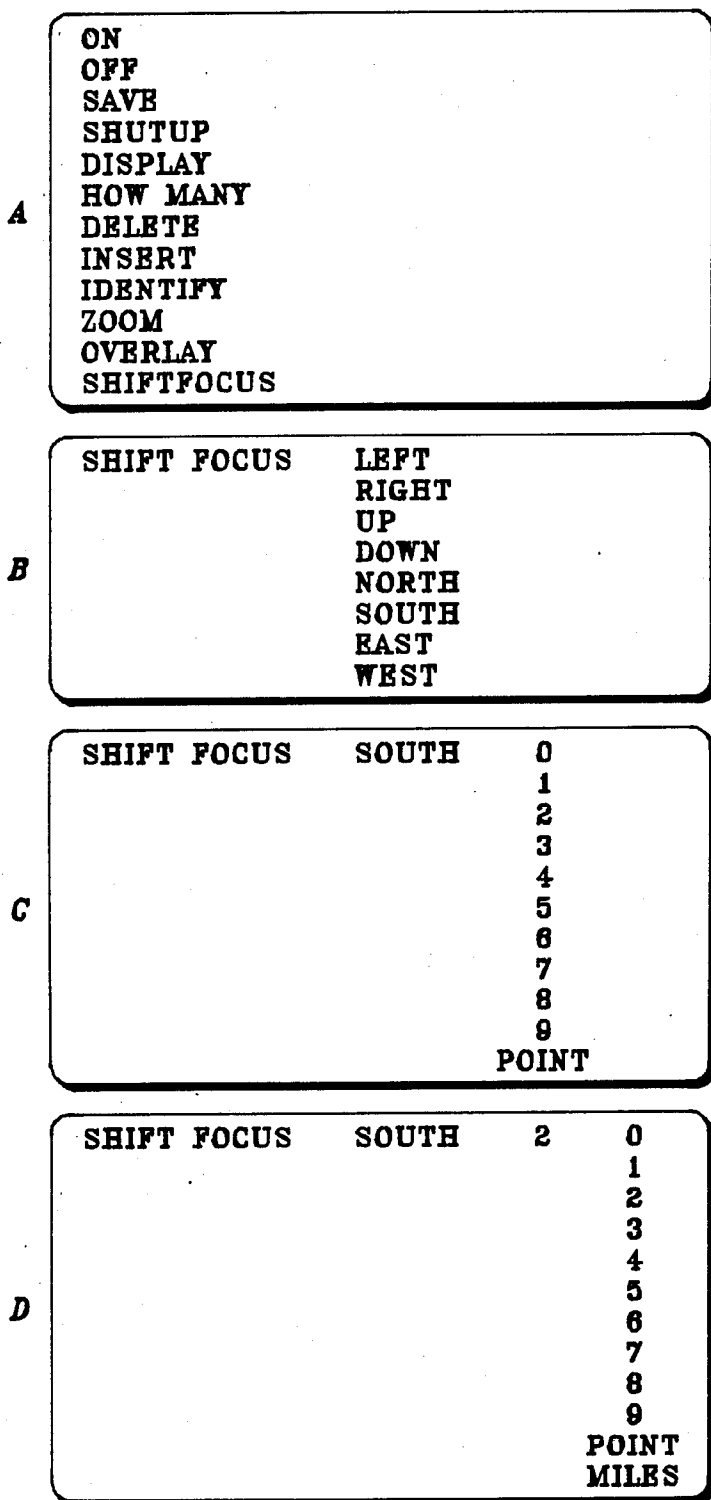 A
ON
OFF
SAVE
SHUTUP
DISPLAY
HOW MANY
DELETE
INSERT
IDENTIFY
ZOOM
OVERLAY
SHIFTFOCUS
B
SHIFT FOCUS LEFT
RIGHT
UP
DOWN
NORTH
SOUTH
EAST
WEST
C
SHIFT FOCUS SOUTH 0
1
2
3
4
5
6
7
8
9
POINT
D
SHIFT FOCUS SOUTH 2 0
1
2
3
4
5
6
7
8
9
POINT
MILES